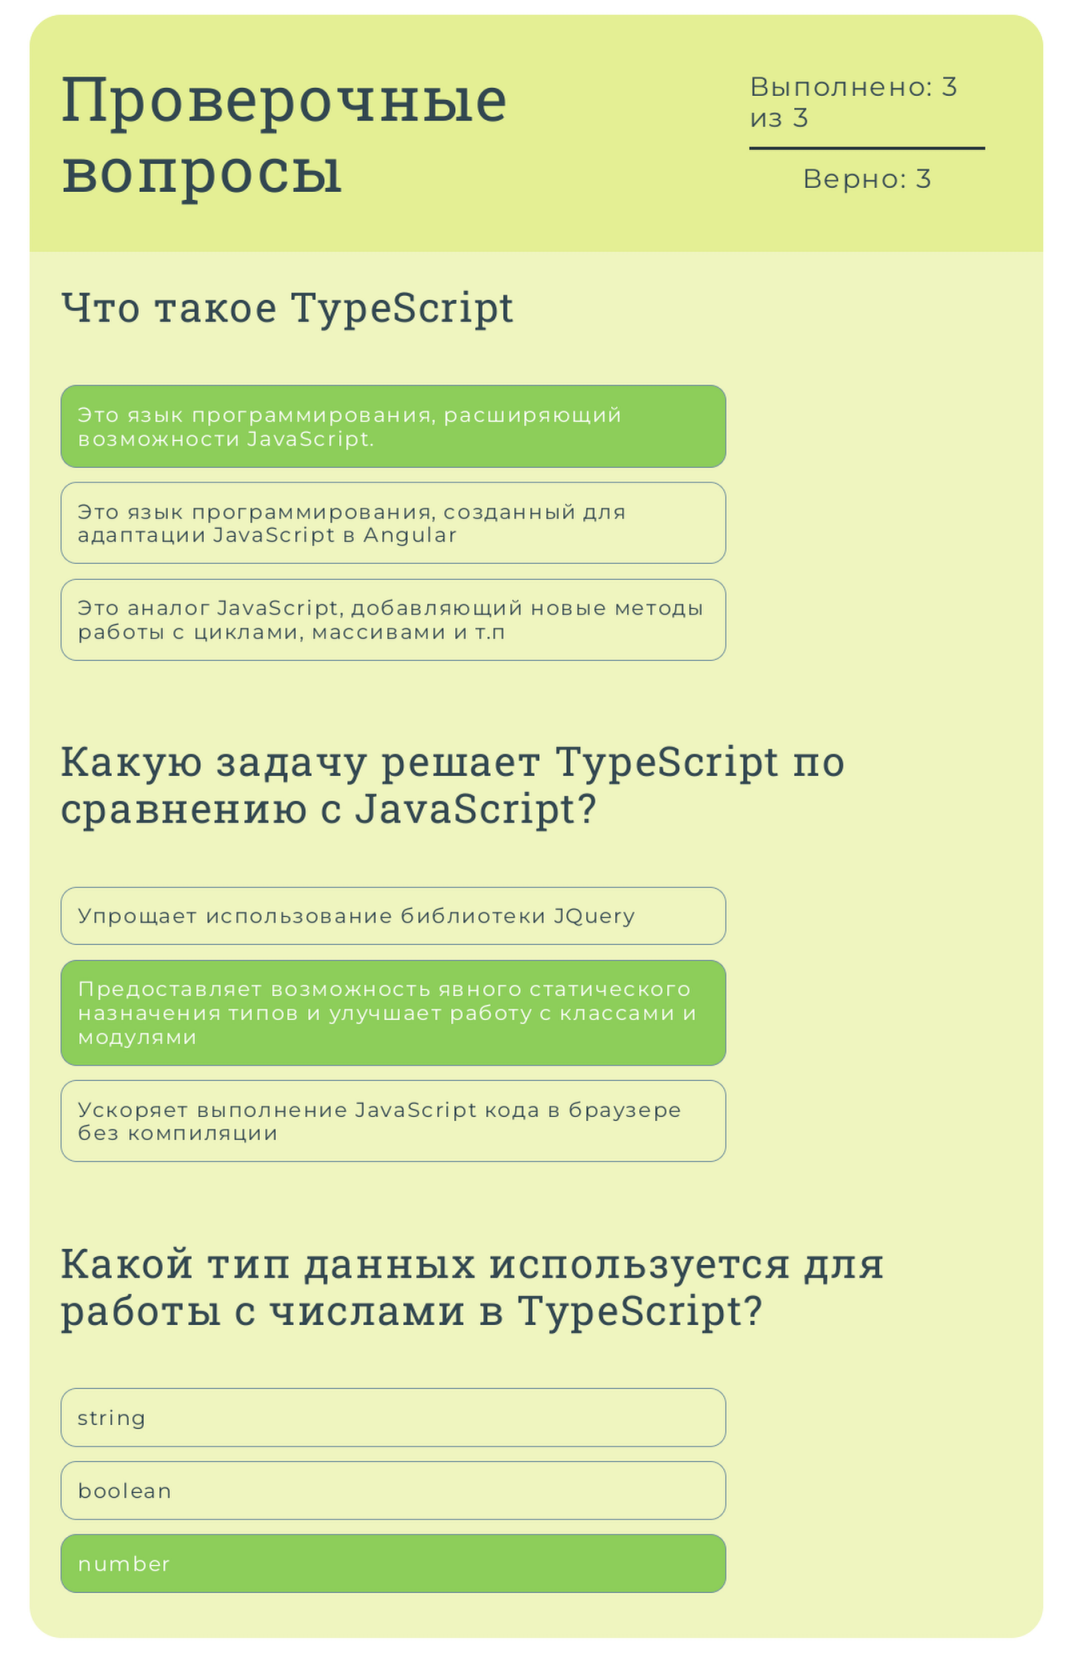 Проверочные
вопросы
Выполнено: 3
из 3
Верно: 3
Что такое TypeScript
Это язык программирования, расширяющий
возможности JavaScript.
Это язык программирования, созданный для
адаптации JavaScript в Angular
Это аналог JavaScript, добавляющий новые методы
работы с циклами, массивами и т.п
Какую задачу решает TypeScript по
сравнению с JavaScript?
Упрощает использование библиотеки JQuery
Предоставляет возможность явного статического
назначения типов и улучшает работу с классами и
модулями
Ускоряет выполнение JavaScript кода в браузере
без компиляции
Какой тип данных используется для
работы с числами в TypeScript?
string
boolean
number